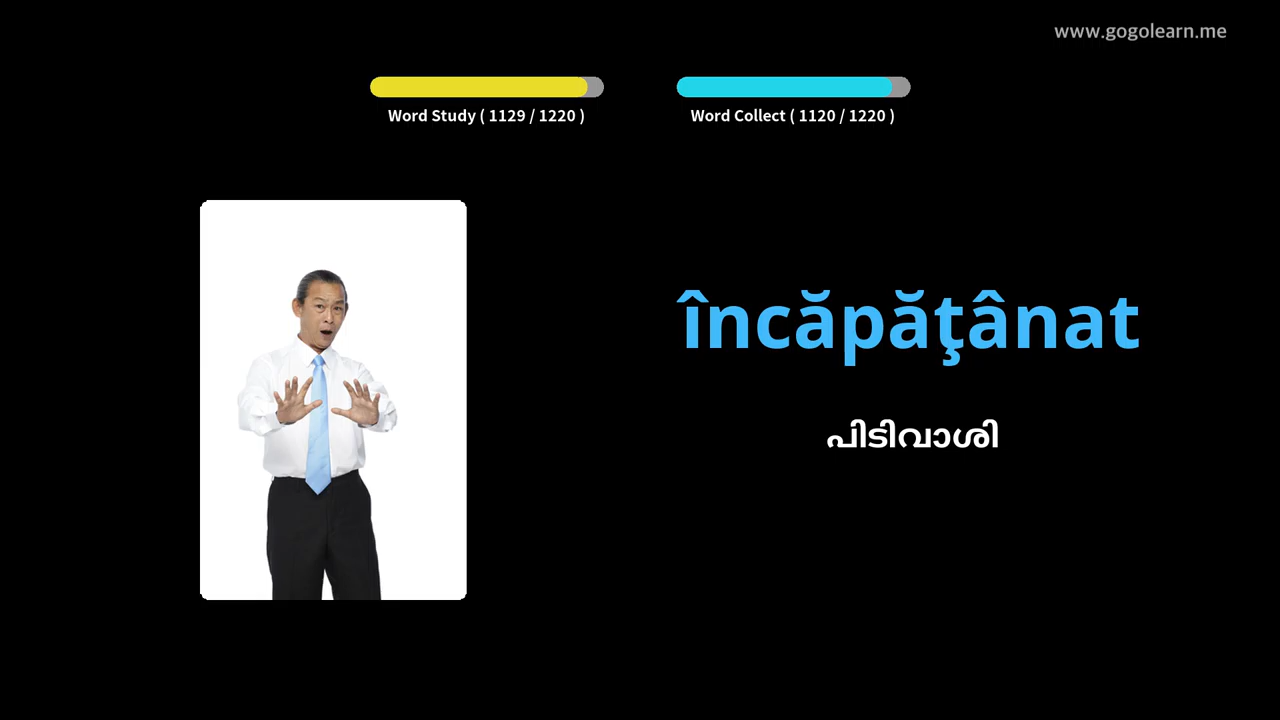 www.gogolearn.me
Word Study ( 1129 / 1220 )
Word Collect ( 1120 / 1220 )
încăpăţânat
പിടിവാശി